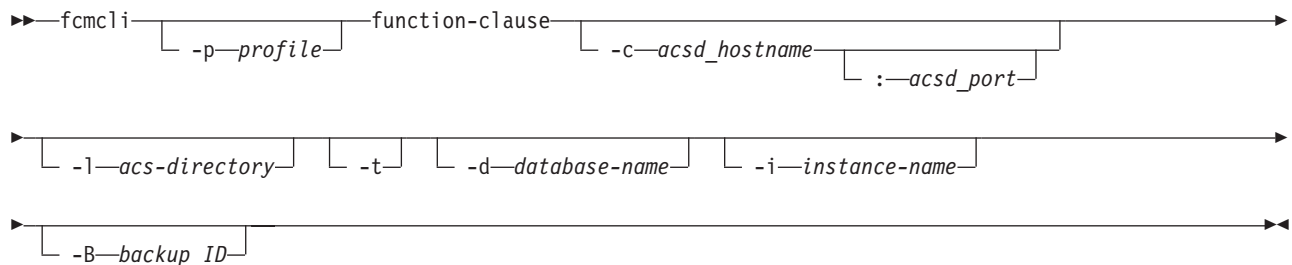 fcmcli -p profile function-clause -c acsd_hostname : acsd_port
-l acs-directory -t -d database-name -i instance-name
-B backup ID